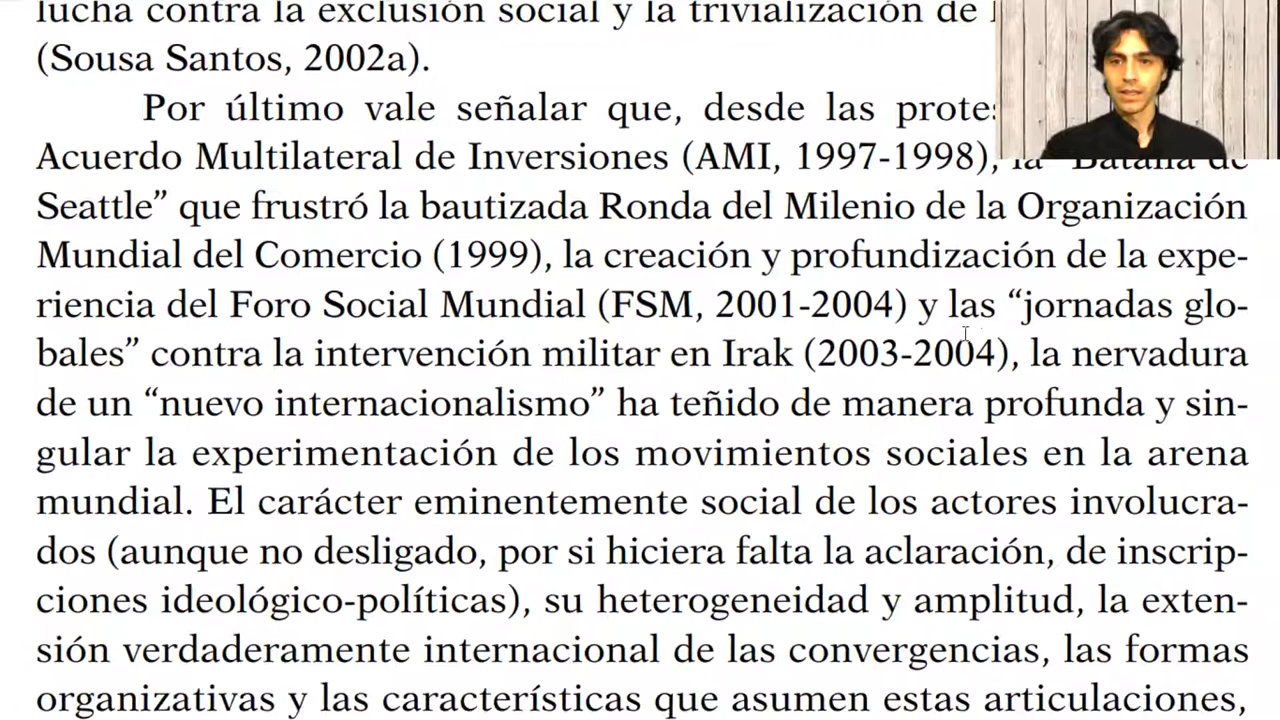 lucha contra la exclusión social y la trivialización de
(Sousa Santos, 2002a).
Por último vale señalar que, desde las
Acuerdo Multilateral de Inversiones (AMI, 1997-1998), la “Batalla de
Seattle” que frustró la bautizada Ronda del Milenio de la Organización
Mundial del Comercio (1999), la creación y profundización de la expe-
riencia del Foro Social Mundial (FSM, 2001-2004) y las “jornadas glo-
bales” contra la intervención militar en Irak (2003-2004), la nervadura
de un “nuevo internacionalismo” ha teñido de manera profunda y sin-
gular la experimentación de los movimientos sociales en la arena
mundial. El carácter eminentemente social de los actores involucra-
dos (aunque no desligado, por si hiciera falta la aclaración, de inscrip-
ciones ideológico-políticas), su heterogeneidad y amplitud, la exten-
sión verdaderamente internacional de las convergencias, las formas
organizativas y las características que asumen estas articulaciones,